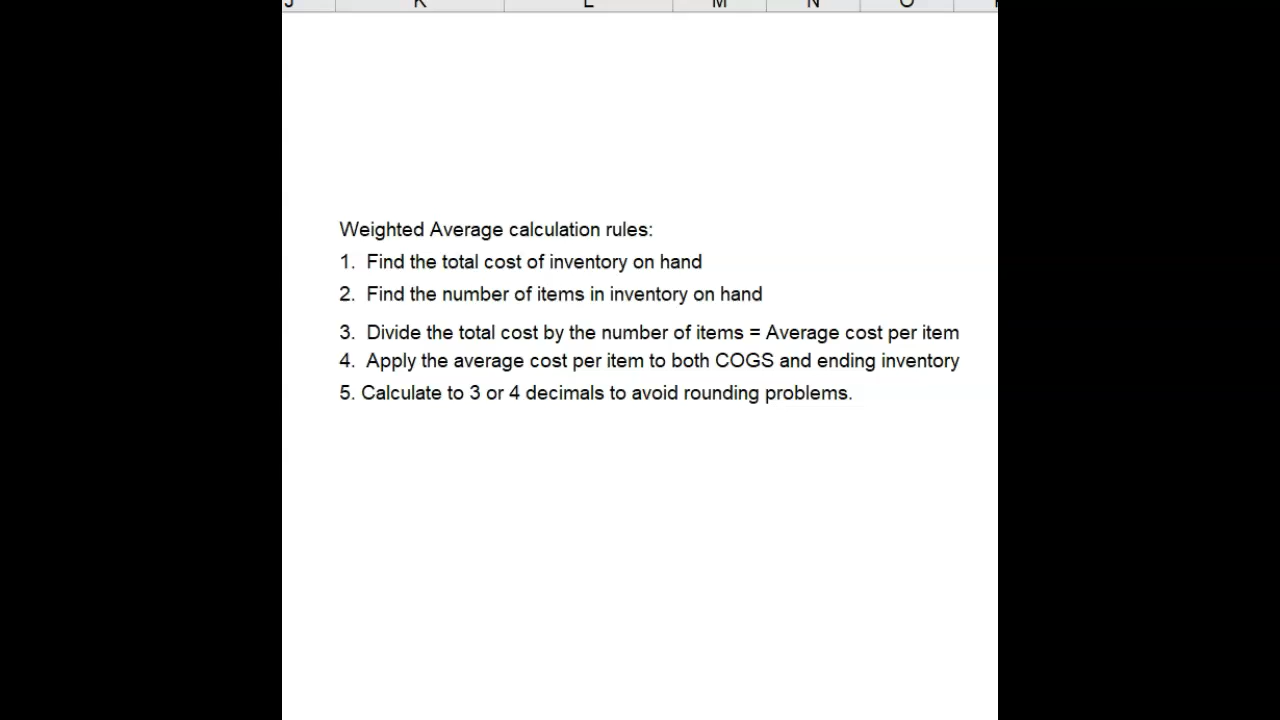 J K L M N O
Weighted Average calculation rules:
1. Find the total cost of inventory on hand
2. Find the number of items in inventory on hand
3. Divide the total cost by the number of items = Average cost per item
4. Apply the average cost per item to both COGS and ending inventory
5. Calculate to 3 or 4 decimals to avoid rounding problems.